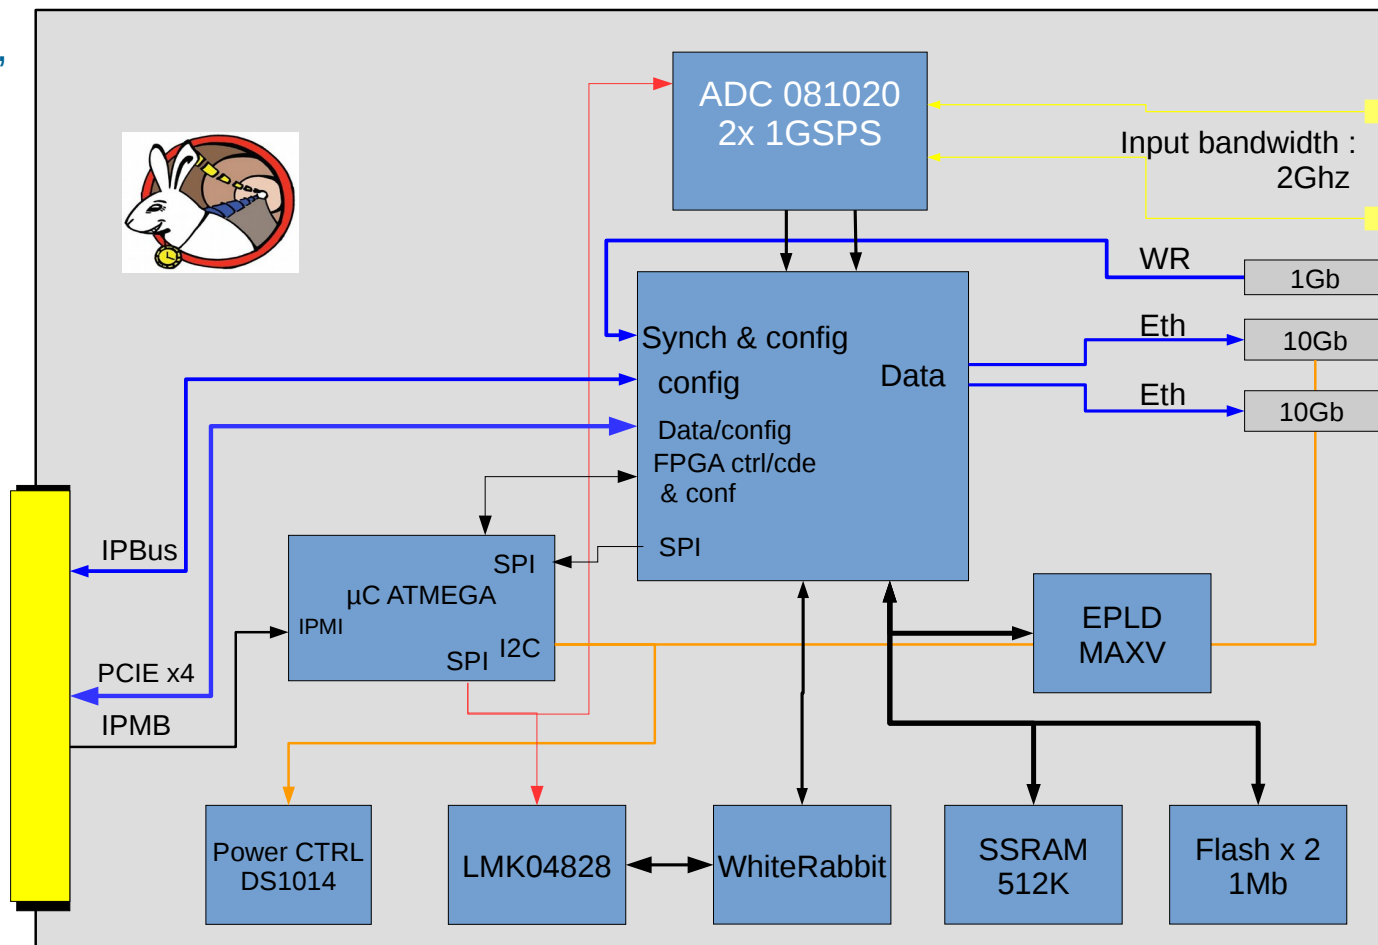 ,
ADC 081020
2x 1GSPS
Input bandwidth :
2Ghz
WR
1Gb
Eth
10Gb
Eth
10Gb
Synch & config
config
Data
Data/config
FPGA ctrl/cde
& conf
SPI
IPBus
SPI
µC ATMEGA
IPMI
I2C
SPI
PCIE x4
IPMB
EPLD
MAXV
Power CTRL
DS1014
LMK04828
WhiteRabbit
SSRAM
512K
Flash x 2
1Mb